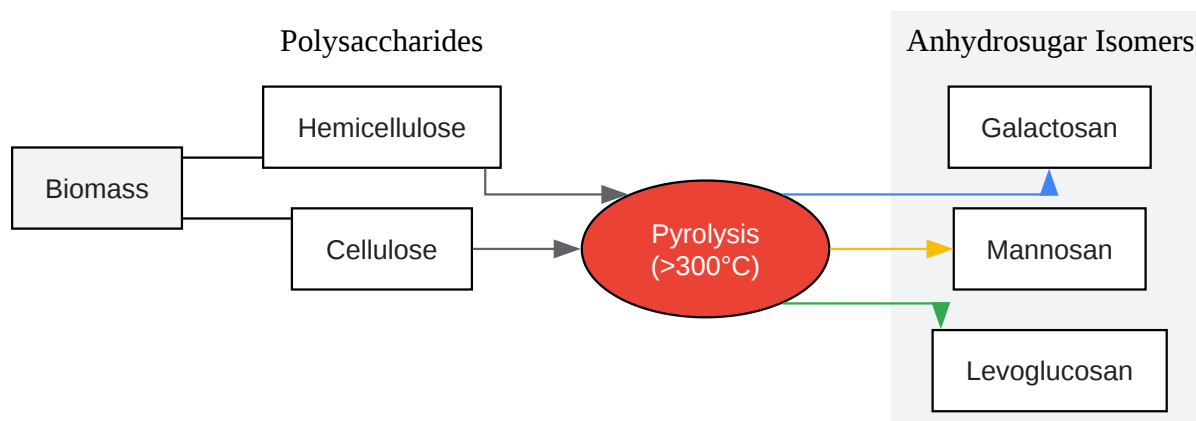 Polysaccharides
Anhydrosugar Isomers
Hemicellulose
Galactosan
Biomass
Cellulose
Pyrolysis
(>300°C)
Mannosan
Levoglucosan